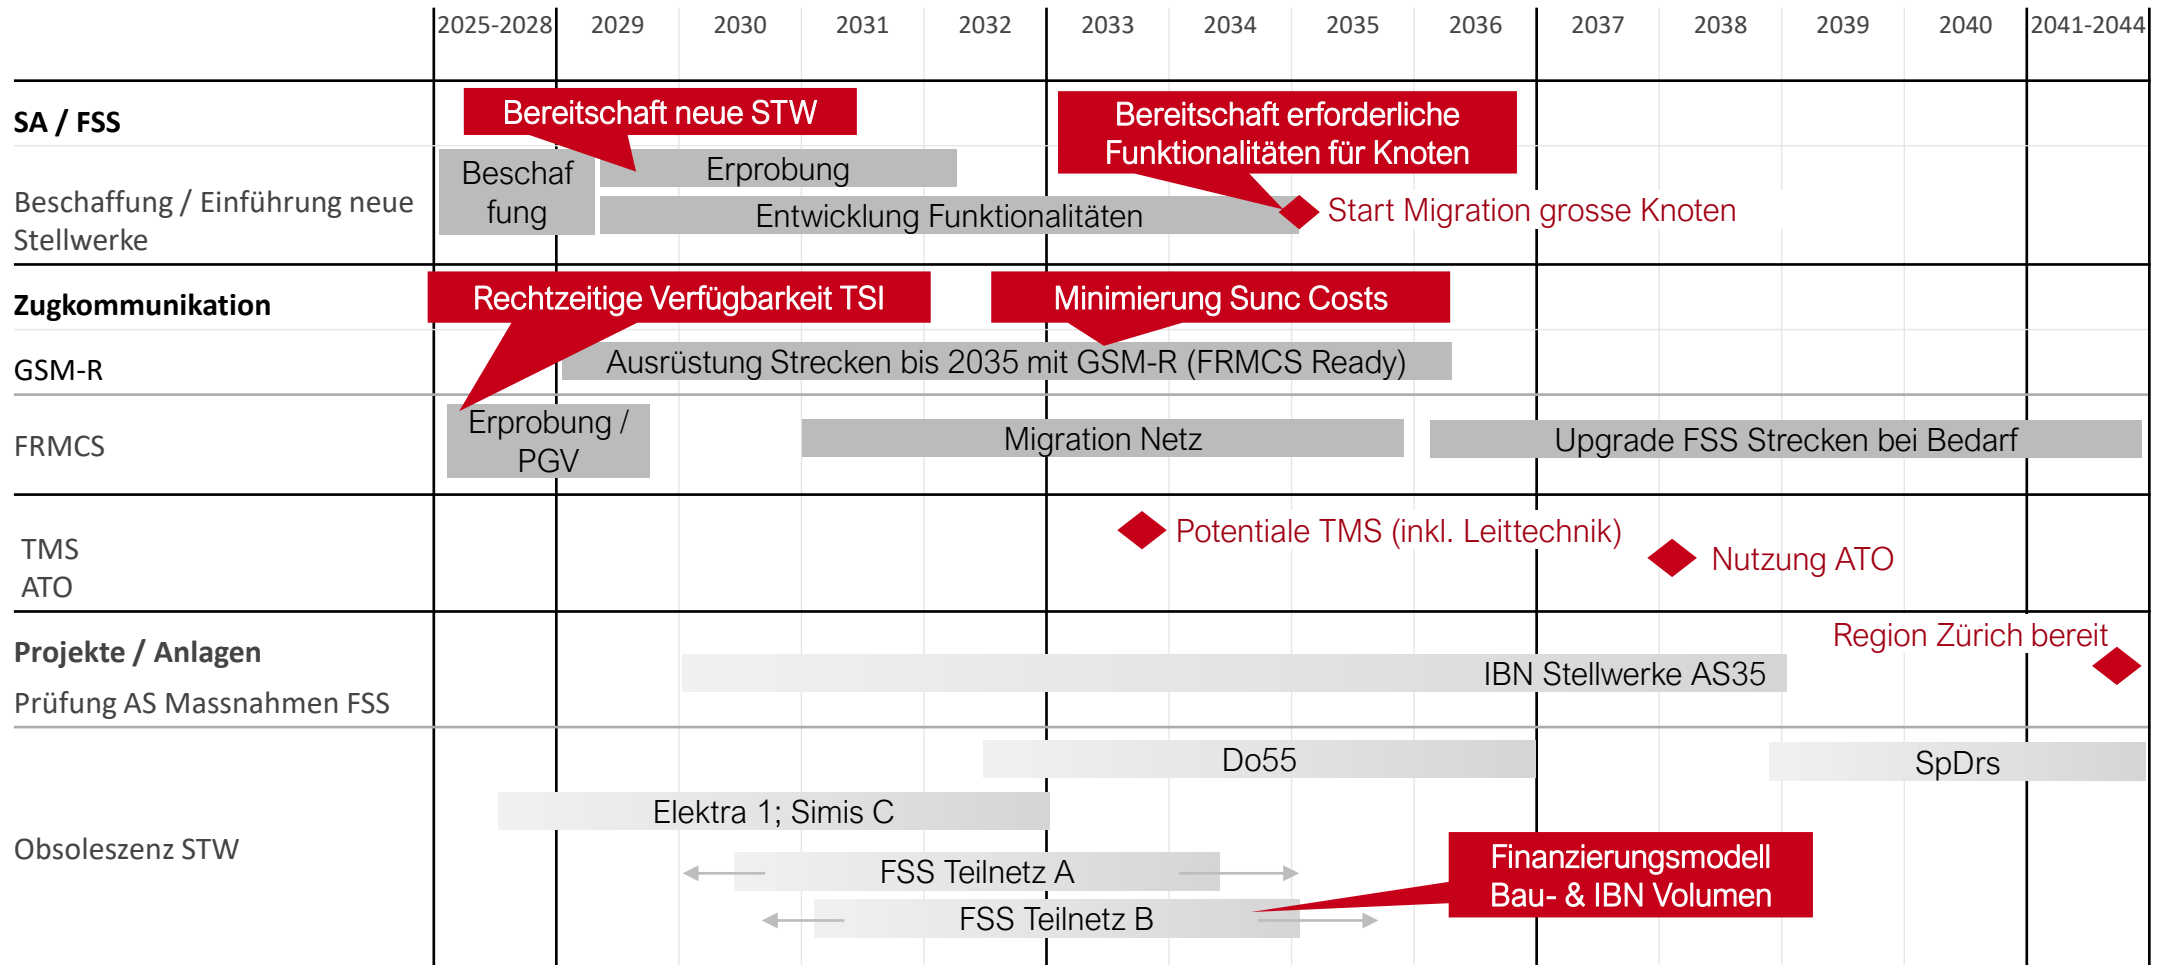 2025-2028 2029 2030 2031 2032 2033 2034 2035 2036 2037 2038 2039 2040 2041-2044
SA / FSS
Bereitschaft neue STW
Bereitschaft erforderliche
Funktionalitäten für Knoten
Beschaffung / Einführung neue
Stellwerke
Beschaf
fung
Erprobung
Entwicklung Funktionalitäten
Start Migration grosse Knoten
Zugkommunikation
Rechtzeitige Verfügbarkeit TSI
Minimierung Sunc Costs
GSM-R
Ausrüstung Strecken bis 2035 mit GSM-R (FRMCS Ready)
FRMCS
Erprobung /
PGV
Migration Netz
Upgrade FSS Strecken bei Bedarf
TMS
ATO
Potentiale TMS (inkl. Leittechnik)
Nutzung ATO
Projekte / Anlagen
Prüfung AS Massnahmen FSS
Region Zürich bereit
IBN Stellwerke AS35
Obsoleszenz STW
Do55
SpDrs
Elektra 1; Simis C
FSS Teilnetz A
FSS Teilnetz B
Finanzierungsmodell
Bau- & IBN Volumen